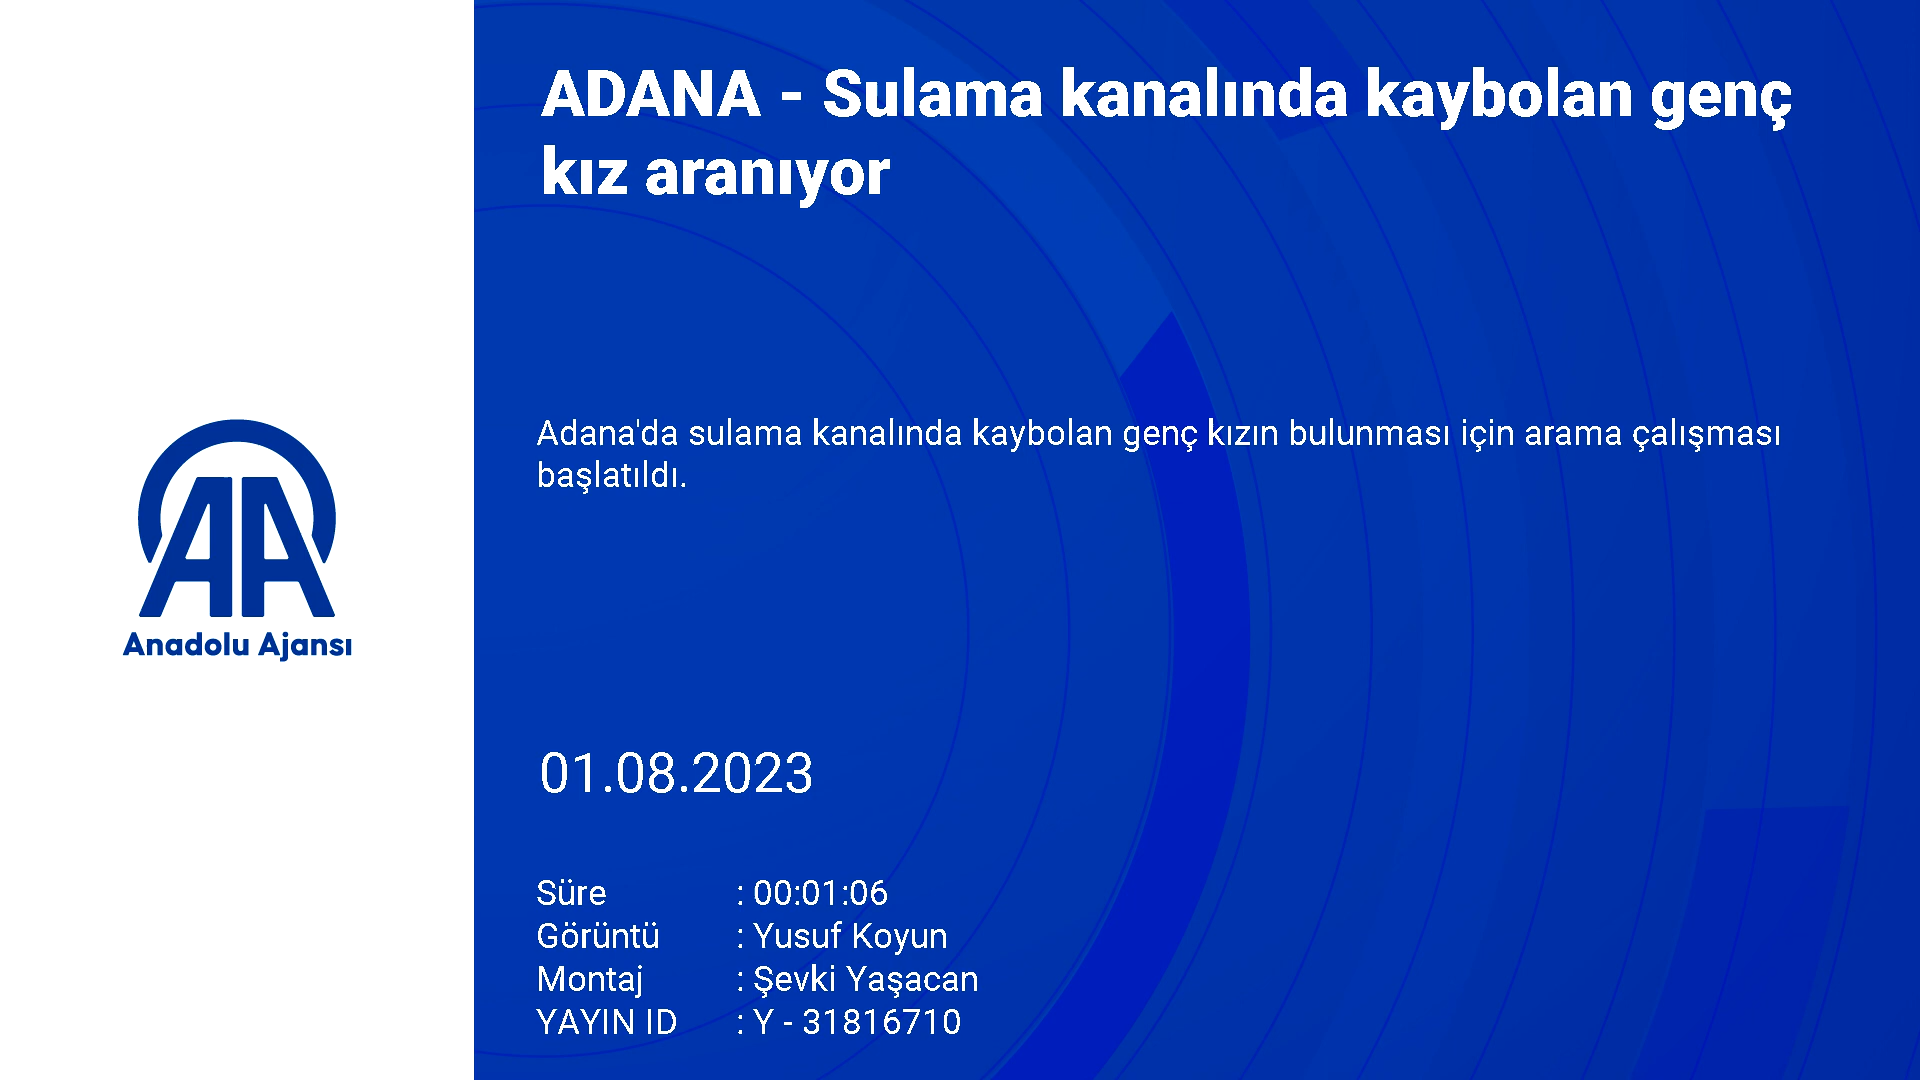 ADANA - Sulama kanalında kaybolan genç
kız aranıyor
Adana'da sulama kanalında kaybolan genç kızın bulunması için arama çalışması
başlatıldı.
AA
Anadolu Ajansı
01.08.2023
Süre : 00:01:06
Görüntü : Yusuf Koyun
Montaj : Şevki Yaşacan
YAYIN ID : Y - 31816710